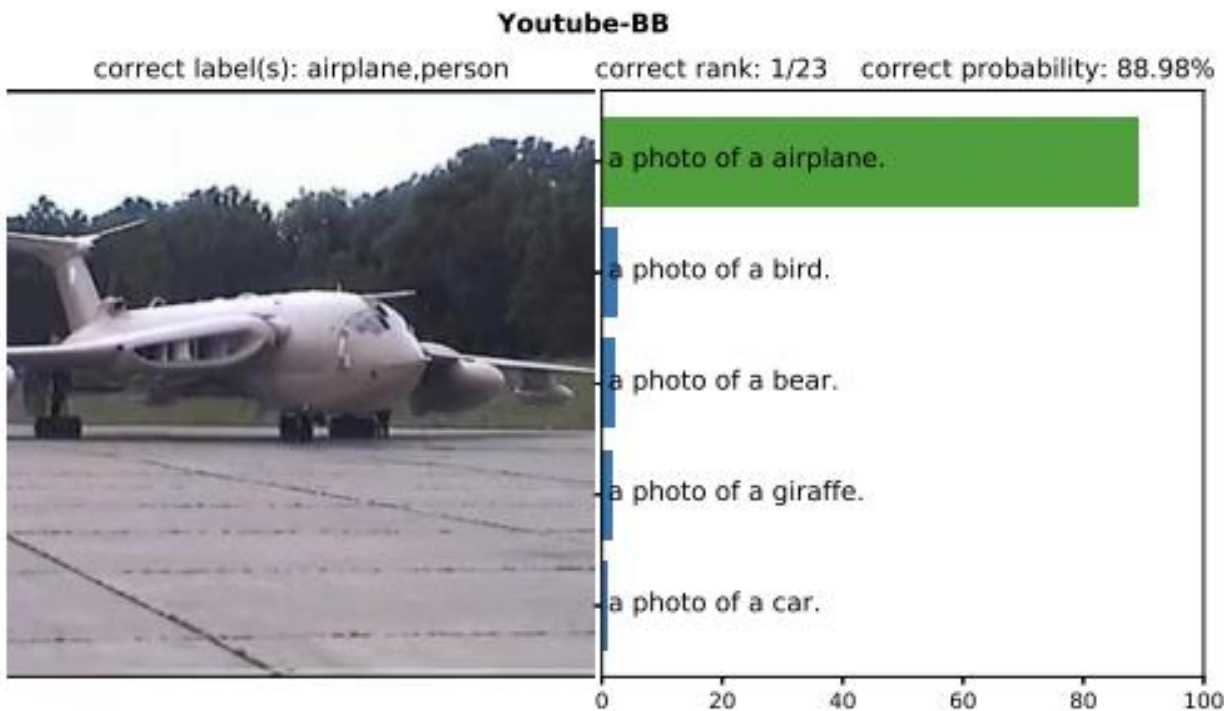 Youtube-BB
correct label(s): airplane,person correct rank: 1/23 correct probability: 88.98%
a photo of a airplane.
a photo of a bird.
a photo of a bear.
a photo of a giraffe.
a photo of a car.
0 20 40 60 80 100